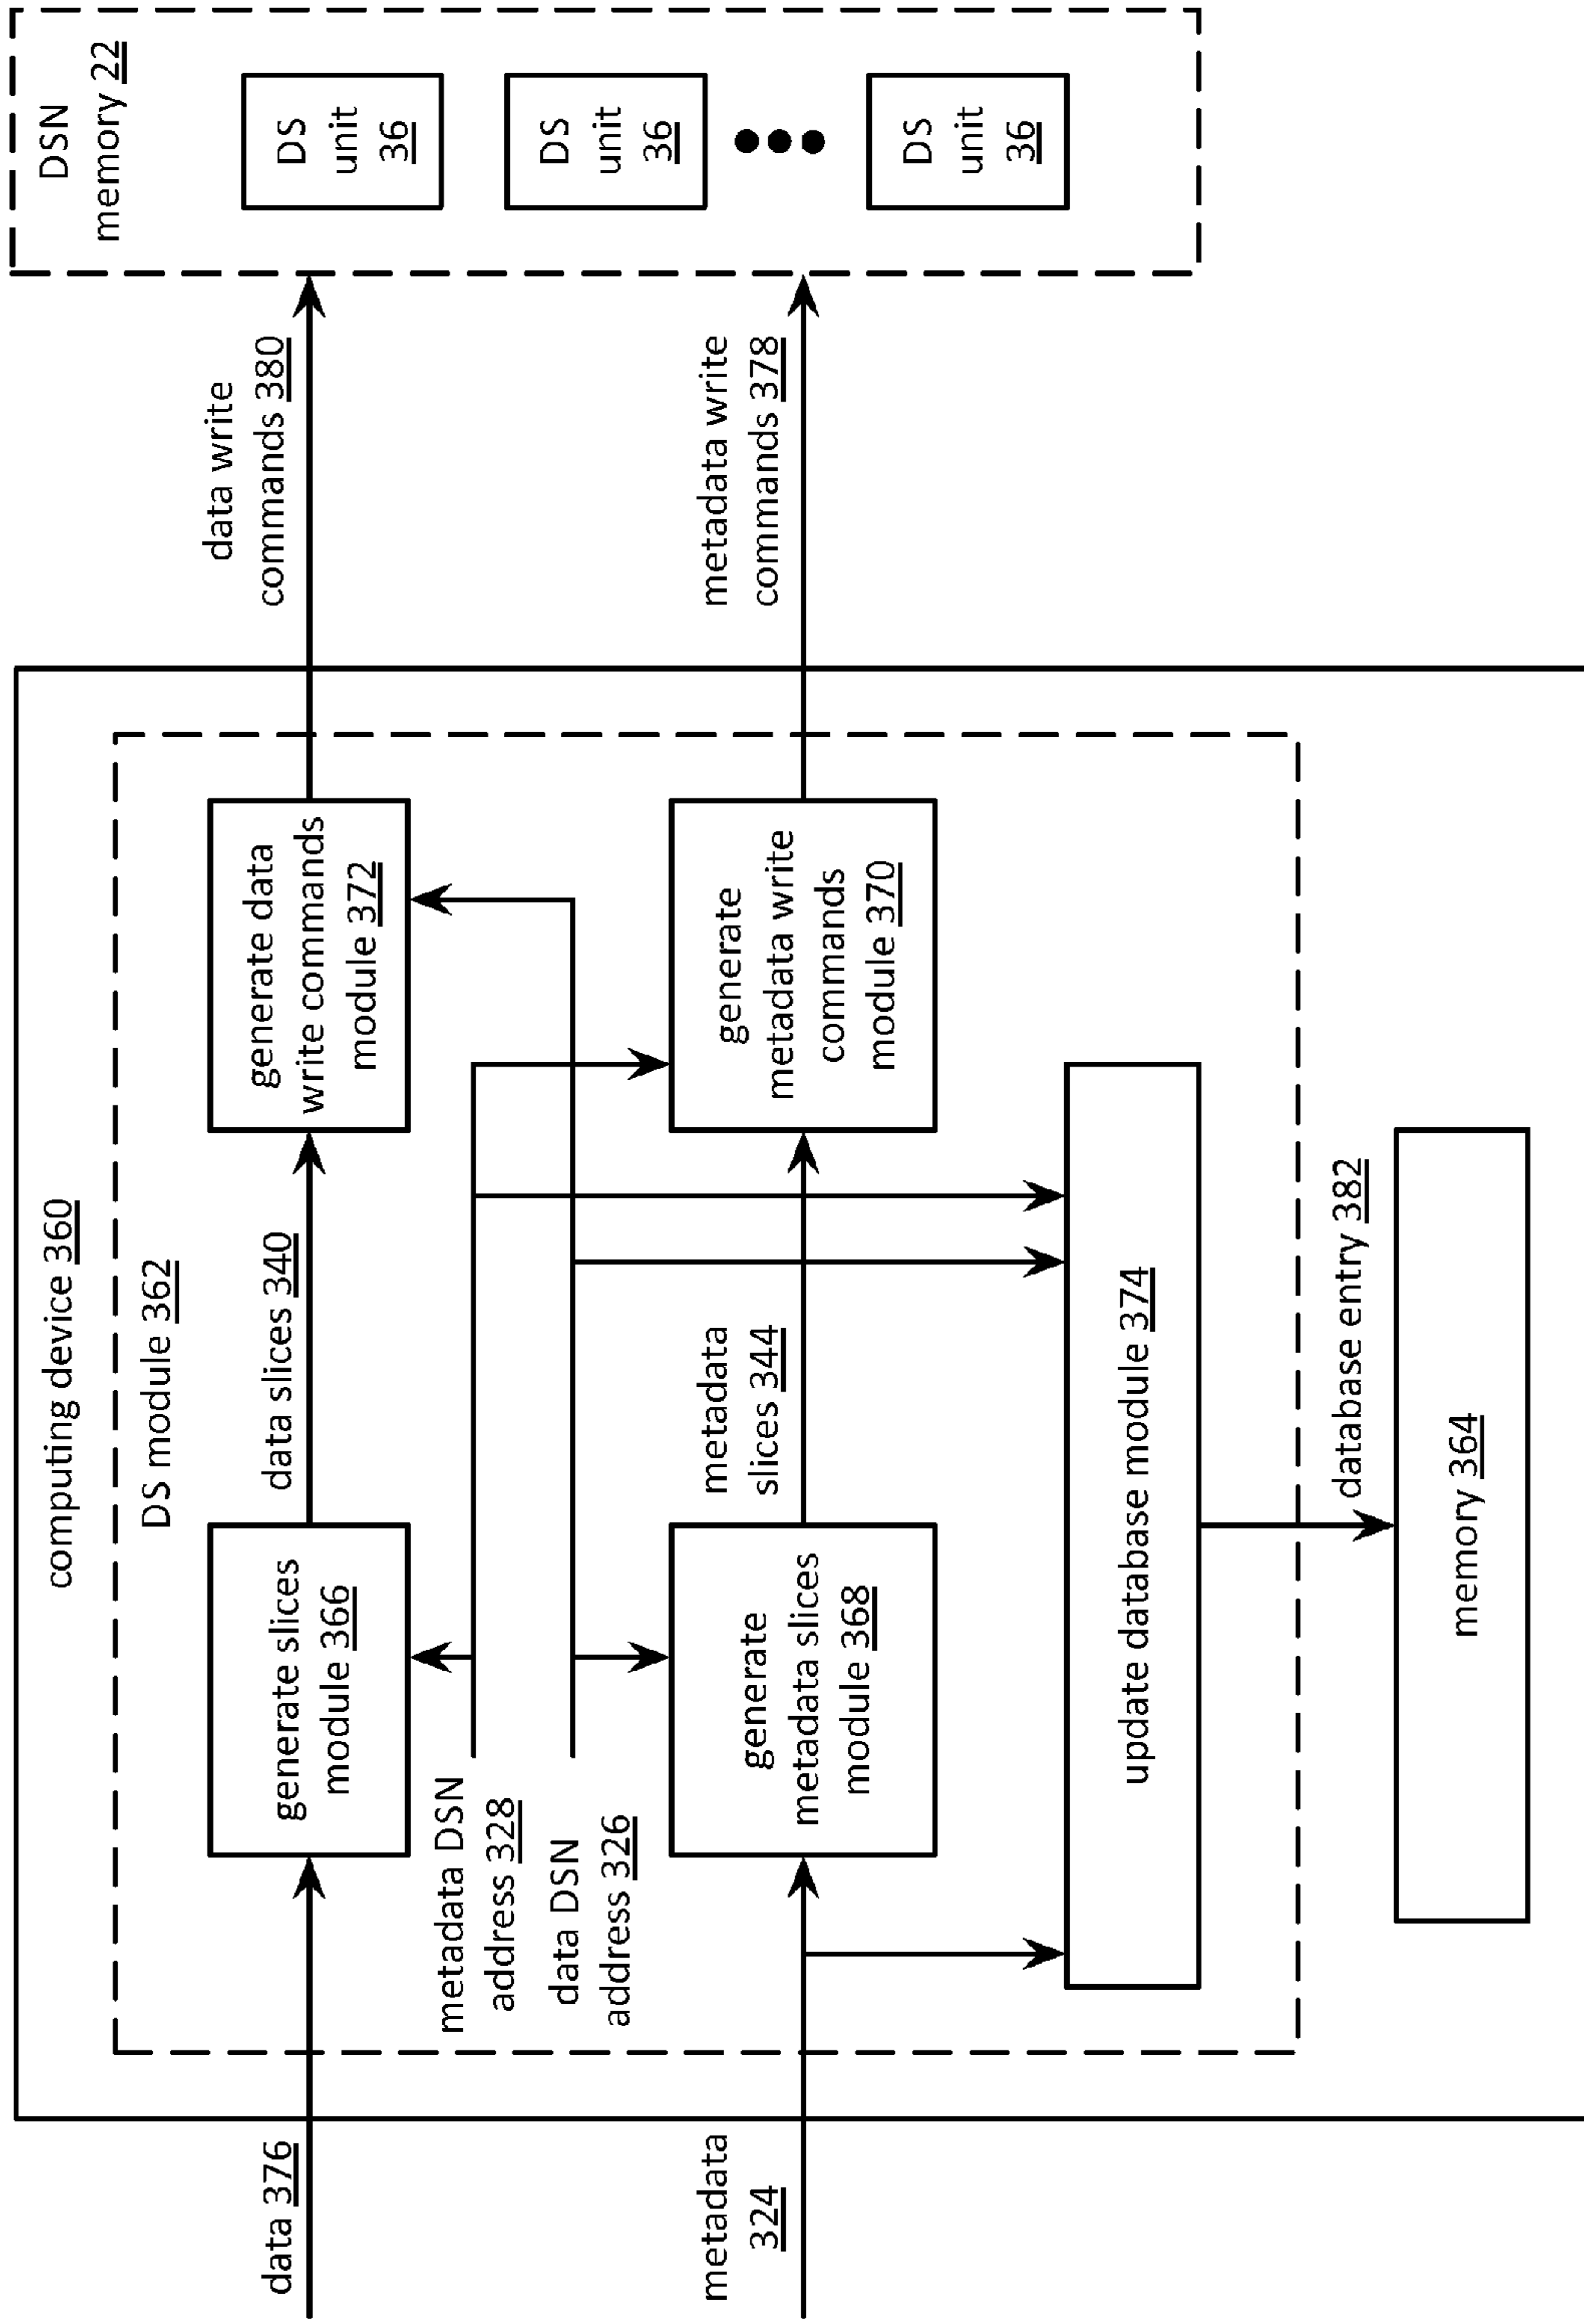 computing device 360
DS module 362
data 376
generate slices
module 366
data slices 340
generate data
write commands
module 372
data write
commands 380
metadata DSN
address 328
data DSN
address 326
metadata
324
generate
metadata slices
module 368
metadata
slices 344
generate
metadata write
commands
module 370
metadata write
commands 378
update database module 374
database entry 382
memory 364
DSN
memory 22
DS
unit
36
DS
unit
36
DS
unit
36